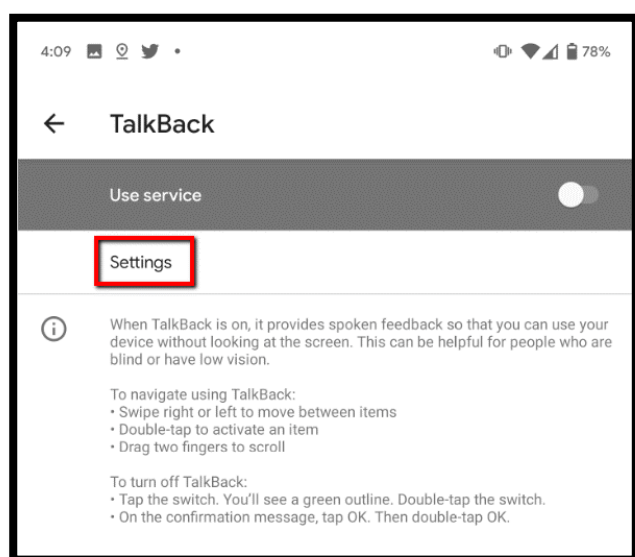 4:09 78%
TalkBack
Use service
Settings
When TalkBack is on, it provides spoken feedback so that you can use your
device without looking at the screen. This can be helpful for people who are
blind or have low vision.
To navigate using TalkBack:
• Swipe right or left to move between items
• Double-tap to activate an item
• Drag two fingers to scroll
To turn off TalkBack:
• Tap the switch. You'll see a green outline. Double-tap the switch.
• On the confirmation message, tap OK. Then double-tap OK.